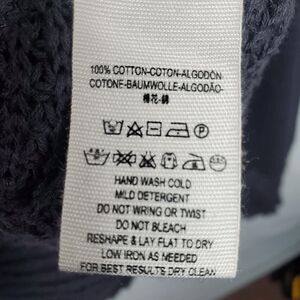 100% COTTON-COTON-ALGODÓN
COTONE-BAUMWOLLE-ALGODÃO-
棉花-綿
HAND WASH COLD
MILD DETERGENT
DO NOT WRING OR TWIST
DO NOT BLEACH
RESHAPE & LAY FLAT TO DRY
LOW IRON AS NEEDED
FOR BEST RESULTS DRY CLEAN